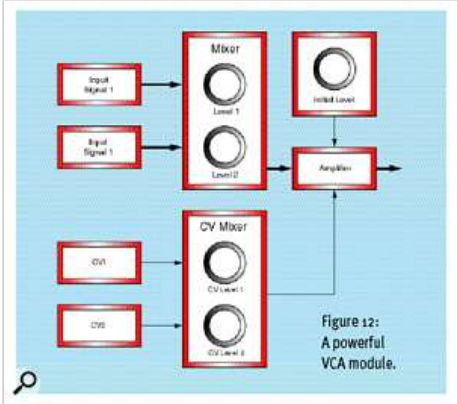 Mixer
Input
Signal 1
Level 1
Initial Level
Input
Signal 1
Level 2
Amplifier
CV Mixer
CV1
CV Level 1
CV2
CV Level 2
Figure 12:
A powerful
VCA module.